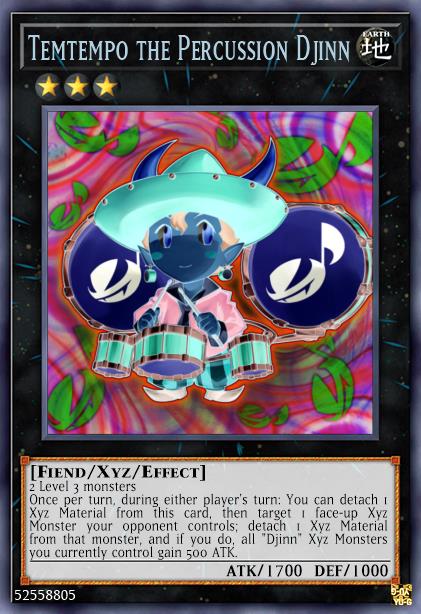 Temtempo the Percussion Djinn
EARTH
地
[Fiend/Xyz/Effect]
2 Level 3 monsters
Once per turn, during either player's turn: You can detach 1
Xyz Material from this card, then target 1 face-up Xyz
Monster your opponent controls; detach 1 Xyz Material
from that monster, and if you do, all "Djinn" Xyz Monsters
you currently control gain 500 ATK.
ATK/1700 DEF/1000
52558805